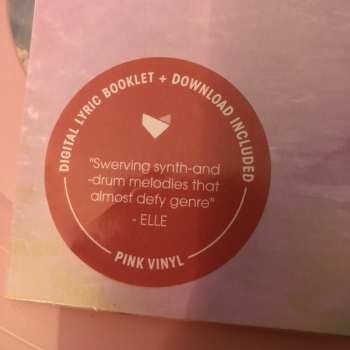 DIGITAL LYRIC BOOKLET + DOWNLOAD INCLUDED
"Swerving synth-and
-drum melodies that
almost defy genre"
- ELLE
PINK VINYL